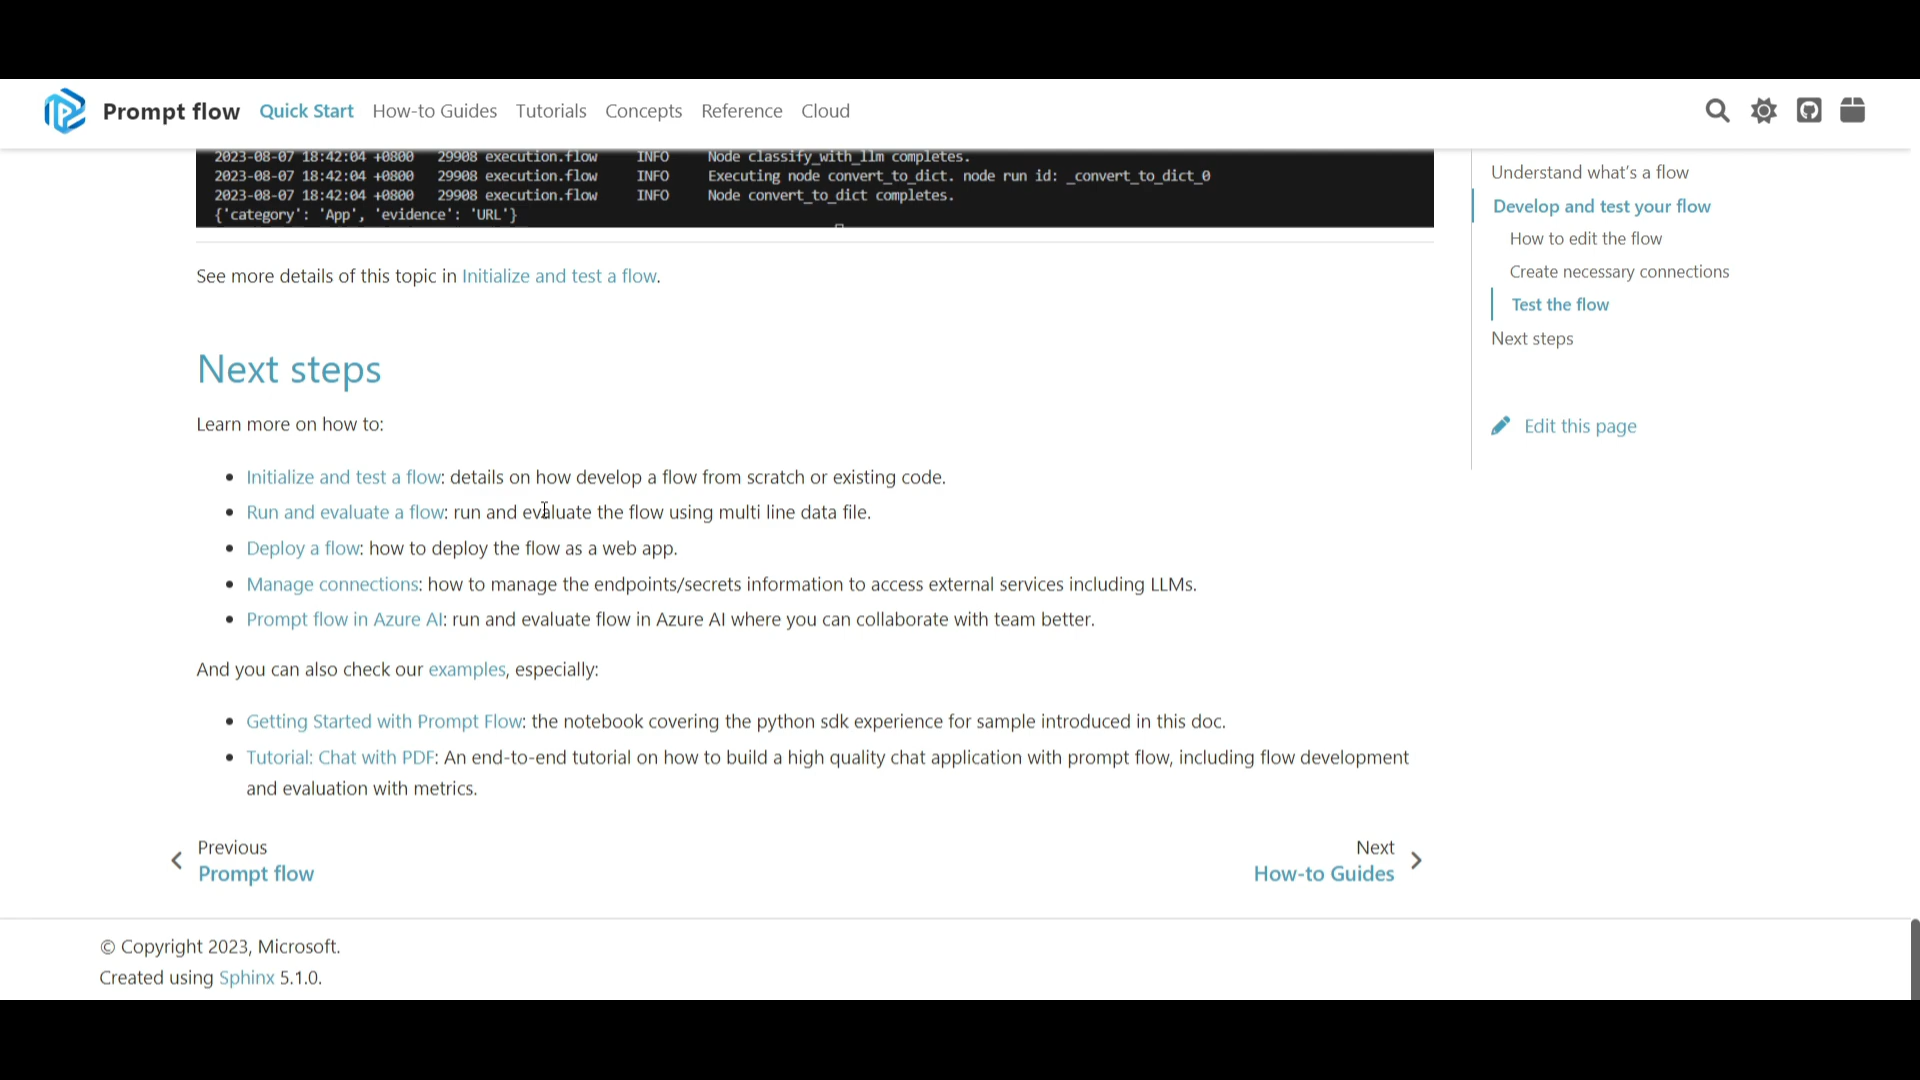 Prompt flow Quick Start How-to Guides Tutorials Concepts Reference Cloud
2023-08-07 18:42:04 +0800 29908 execution.flow INFO Node classify_with_llm completes.
2023-08-07 18:42:04 +0800 29908 execution.flow INFO Executing node convert_to_dict. node run id: _convert_to_dict_0
2023-08-07 18:42:04 +0800 29908 execution.flow INFO Node convert_to_dict completes.
{'category': 'App', 'evidence': 'URL'}
See more details of this topic in Initialize and test a flow.
Next steps
Learn more on how to:
• Initialize and test a flow: details on how develop a flow from scratch or existing code.
• Run and evaluate a flow: run and evaluate the flow using multi line data file.
• Deploy a flow: how to deploy the flow as a web app.
• Manage connections: how to manage the endpoints/secrets information to access external services including LLMs.
• Prompt flow in Azure AI: run and evaluate flow in Azure AI where you can collaborate with team better.
And you can also check our examples, especially:
• Getting Started with Prompt Flow: the notebook covering the python sdk experience for sample introduced in this doc.
• Tutorial: Chat with PDF: An end-to-end tutorial on how to build a high quality chat application with prompt flow, including flow development
and evaluation with metrics.
Previous
Prompt flow
Next
How-to Guides
Understand what's a flow
Develop and test your flow
How to edit the flow
Create necessary connections
Test the flow
Next steps
Edit this page
© Copyright 2023, Microsoft.
Created using Sphinx 5.1.0.